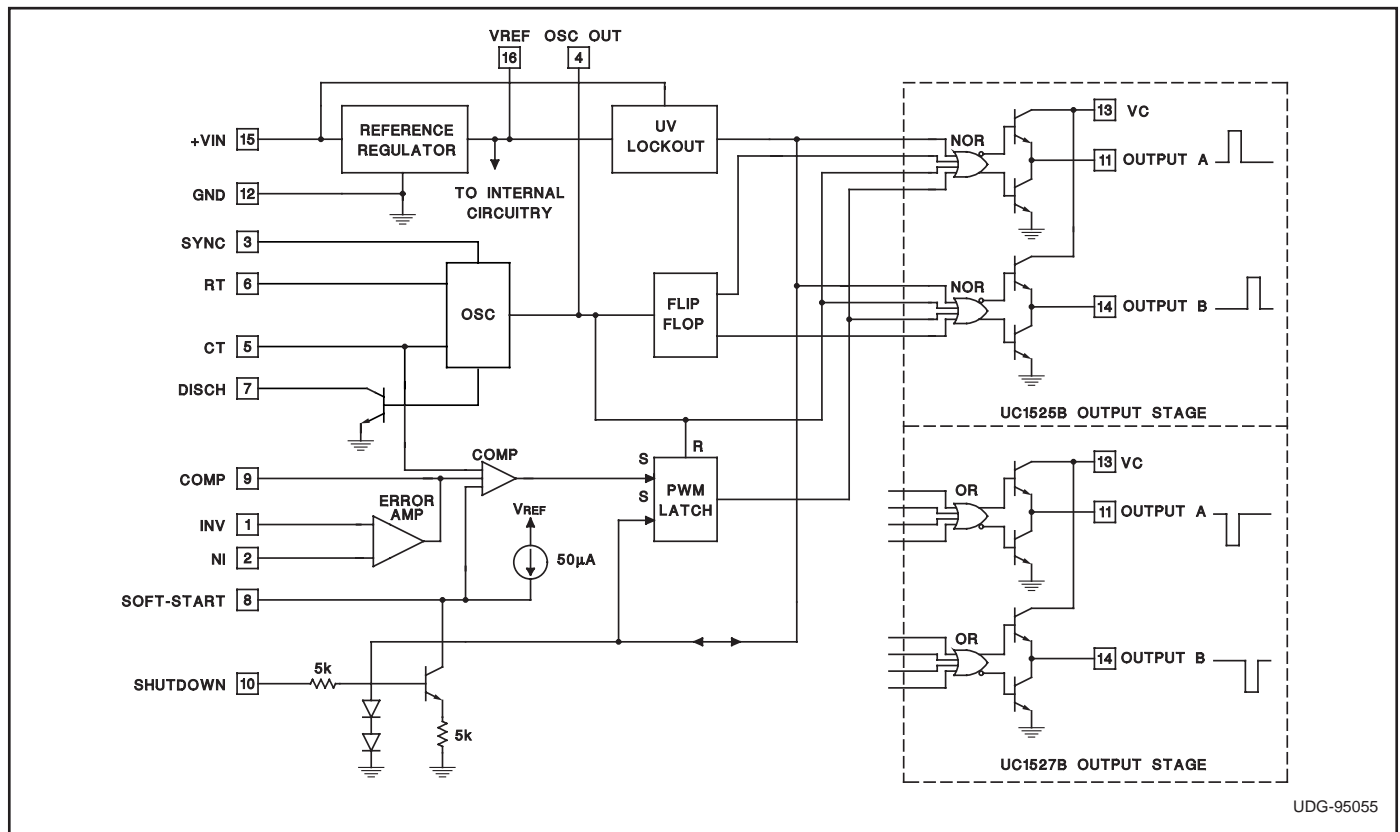 VREF OSC OUT
16 4
+VIN 15
REFERENCE
REGULATOR
UV
LOCKOUT
GND 12
TO INTERNAL
CIRCUITRY
SYNC 3
RT 6
OSC
FLIP
FLOP
CT 5
DISCH 7
COMP
COMP 9
S
S
R
PWM
LATCH
ERROR
AMP
INV 1
NI 2
VREF
50µA
SOFT-START 8
SHUTDOWN 10
5k
5k
13 VC
NOR
11 OUTPUT A
NOR
14 OUTPUT B
UC1525B OUTPUT STAGE
13 VC
OR
11 OUTPUT A
OR
14 OUTPUT B
UC1527B OUTPUT STAGE
UDG-95055